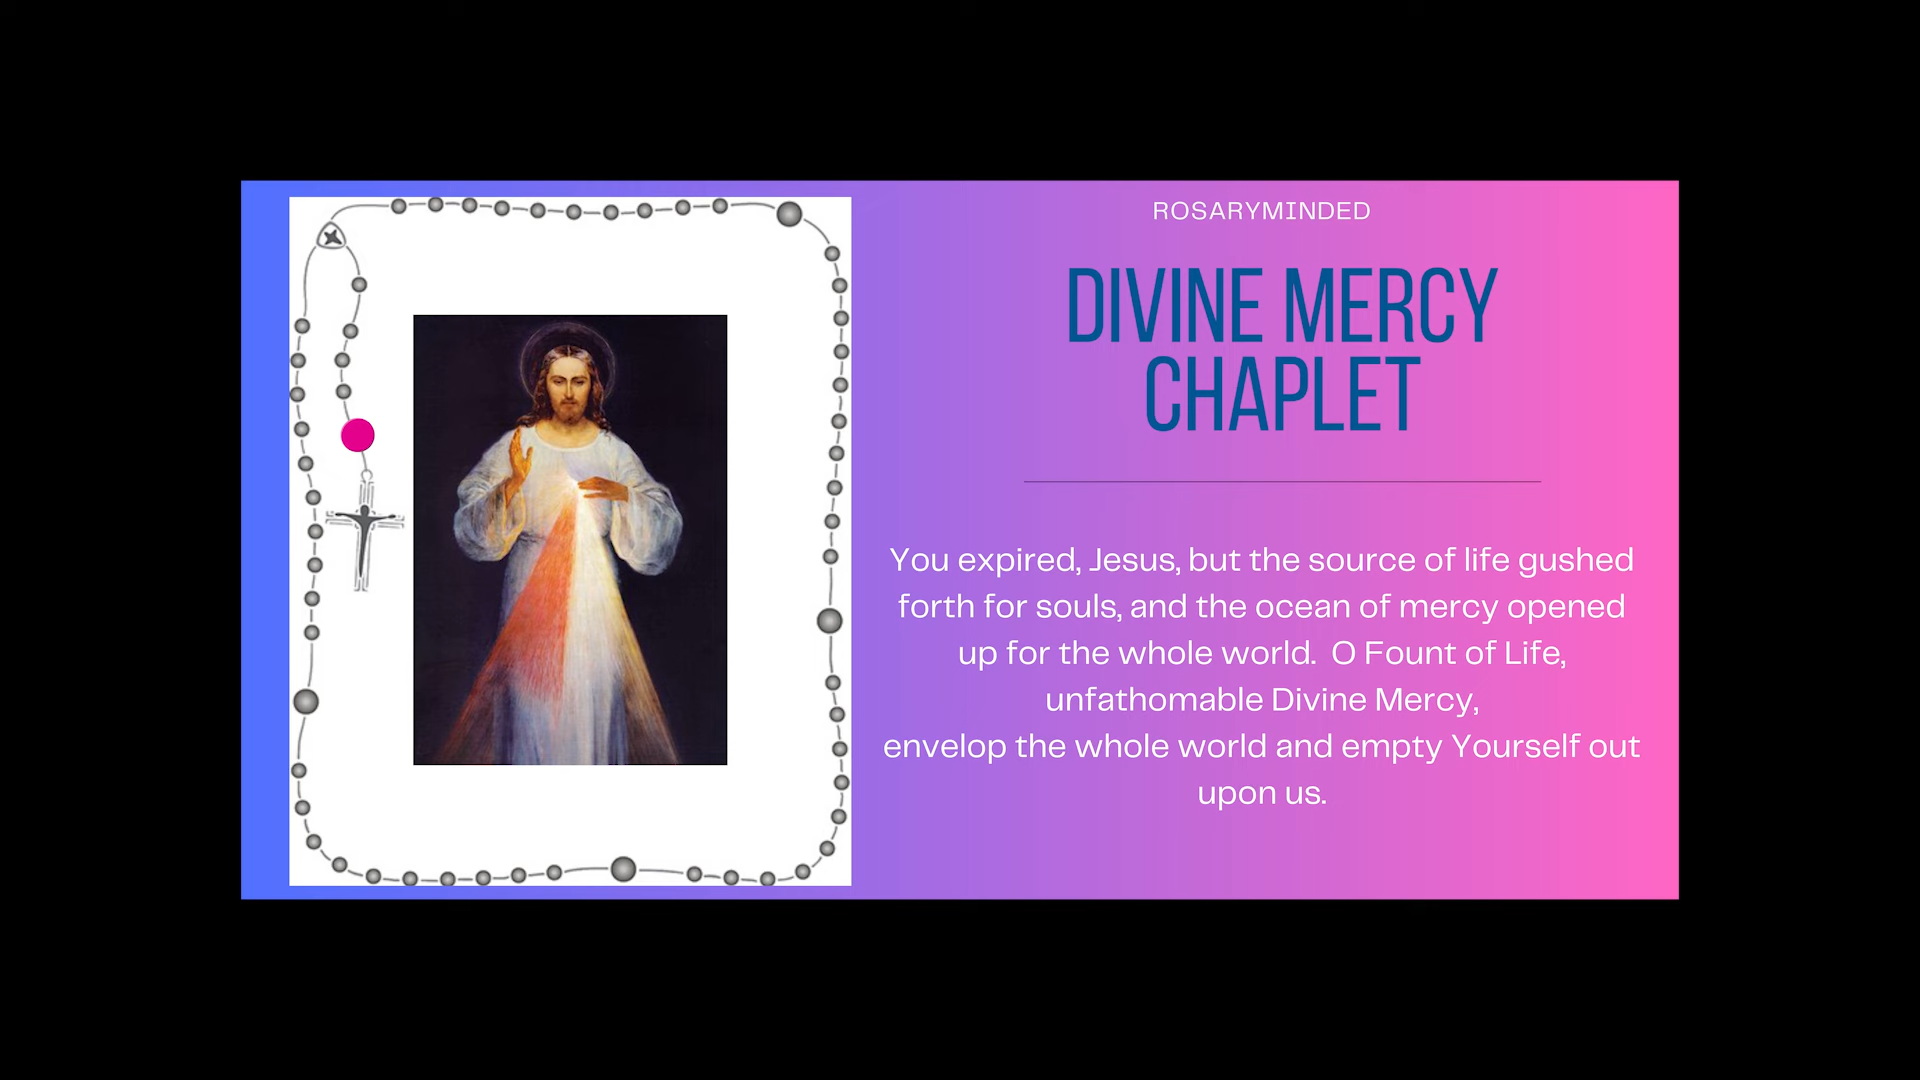 ROSARYMINDED
DIVINE MERCY
CHAPLET
You expired, Jesus, but the source of life gushed
forth for souls, and the ocean of mercy opened
up for the whole world.  O Fount of Life,
unfathomable Divine Mercy,
envelop the whole world and empty Yourself out
upon us.